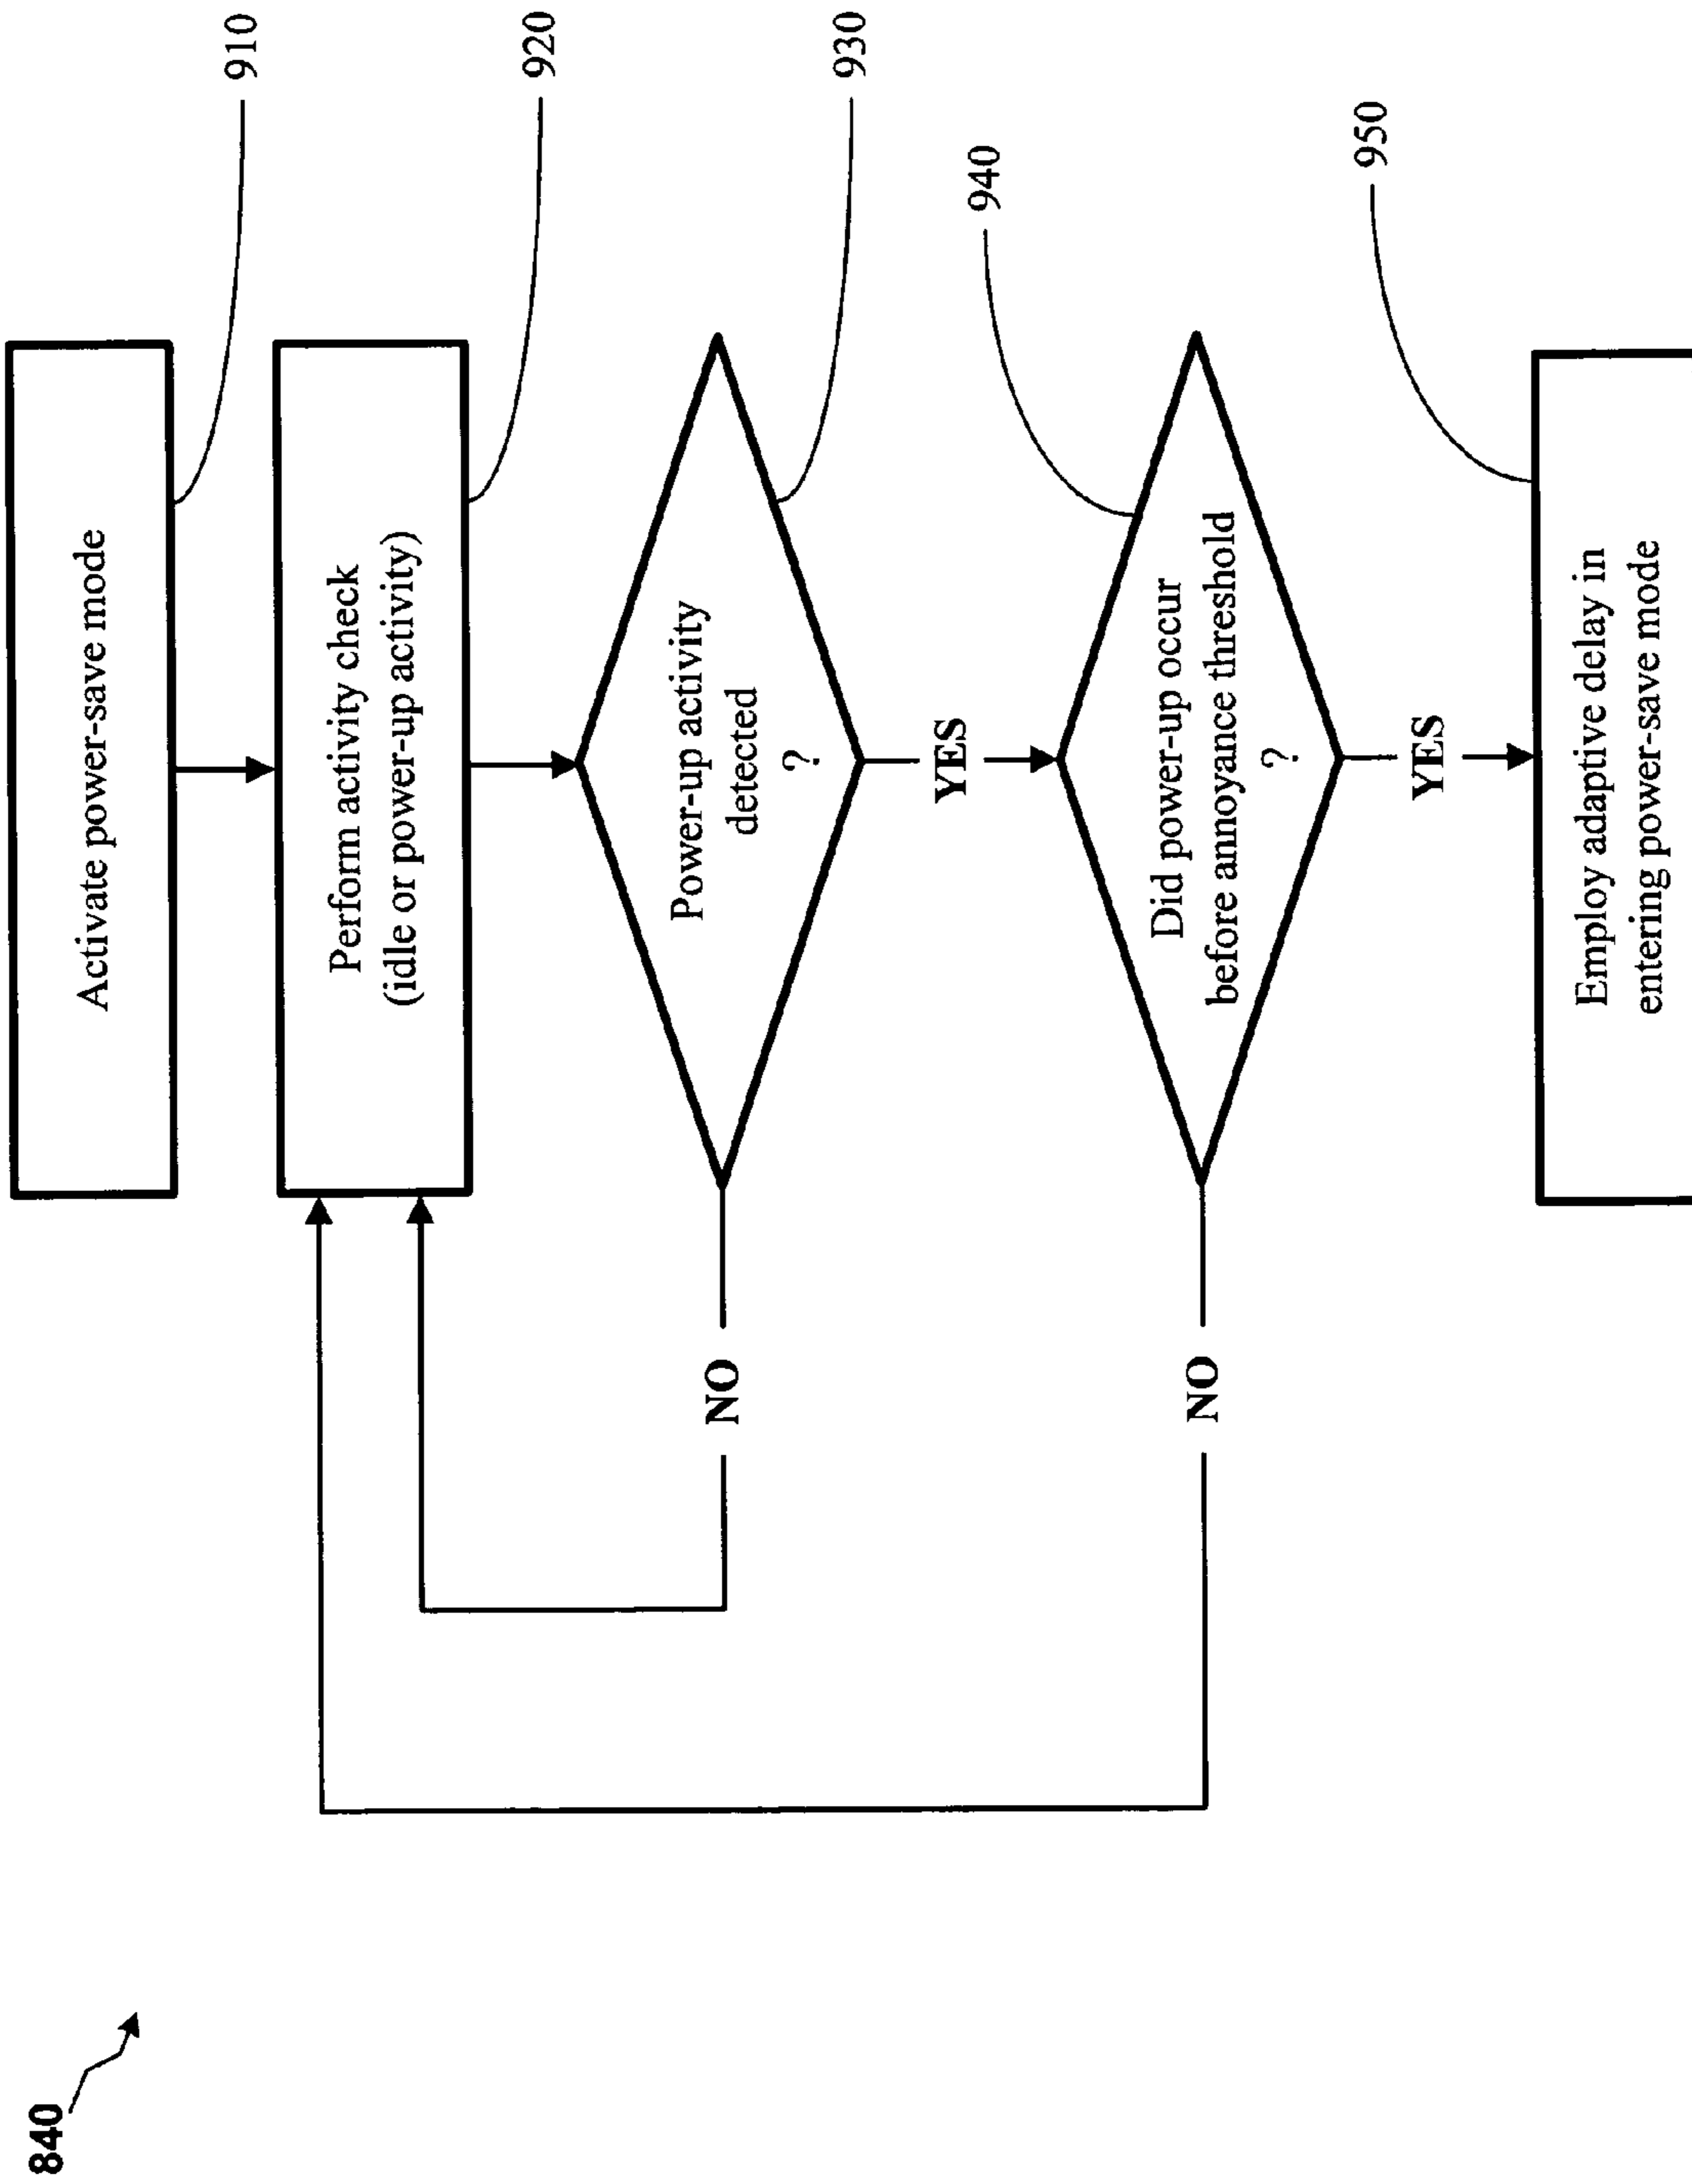 840
Activate power-save mode
910
Perform activity check
(idle or power-up activity)
920
Power-up activity
detected
?
930
NO
YES
Did power-up occur
before annoyance threshold
?
940
NO
YES
Employ adaptive delay in
entering power-save mode
950